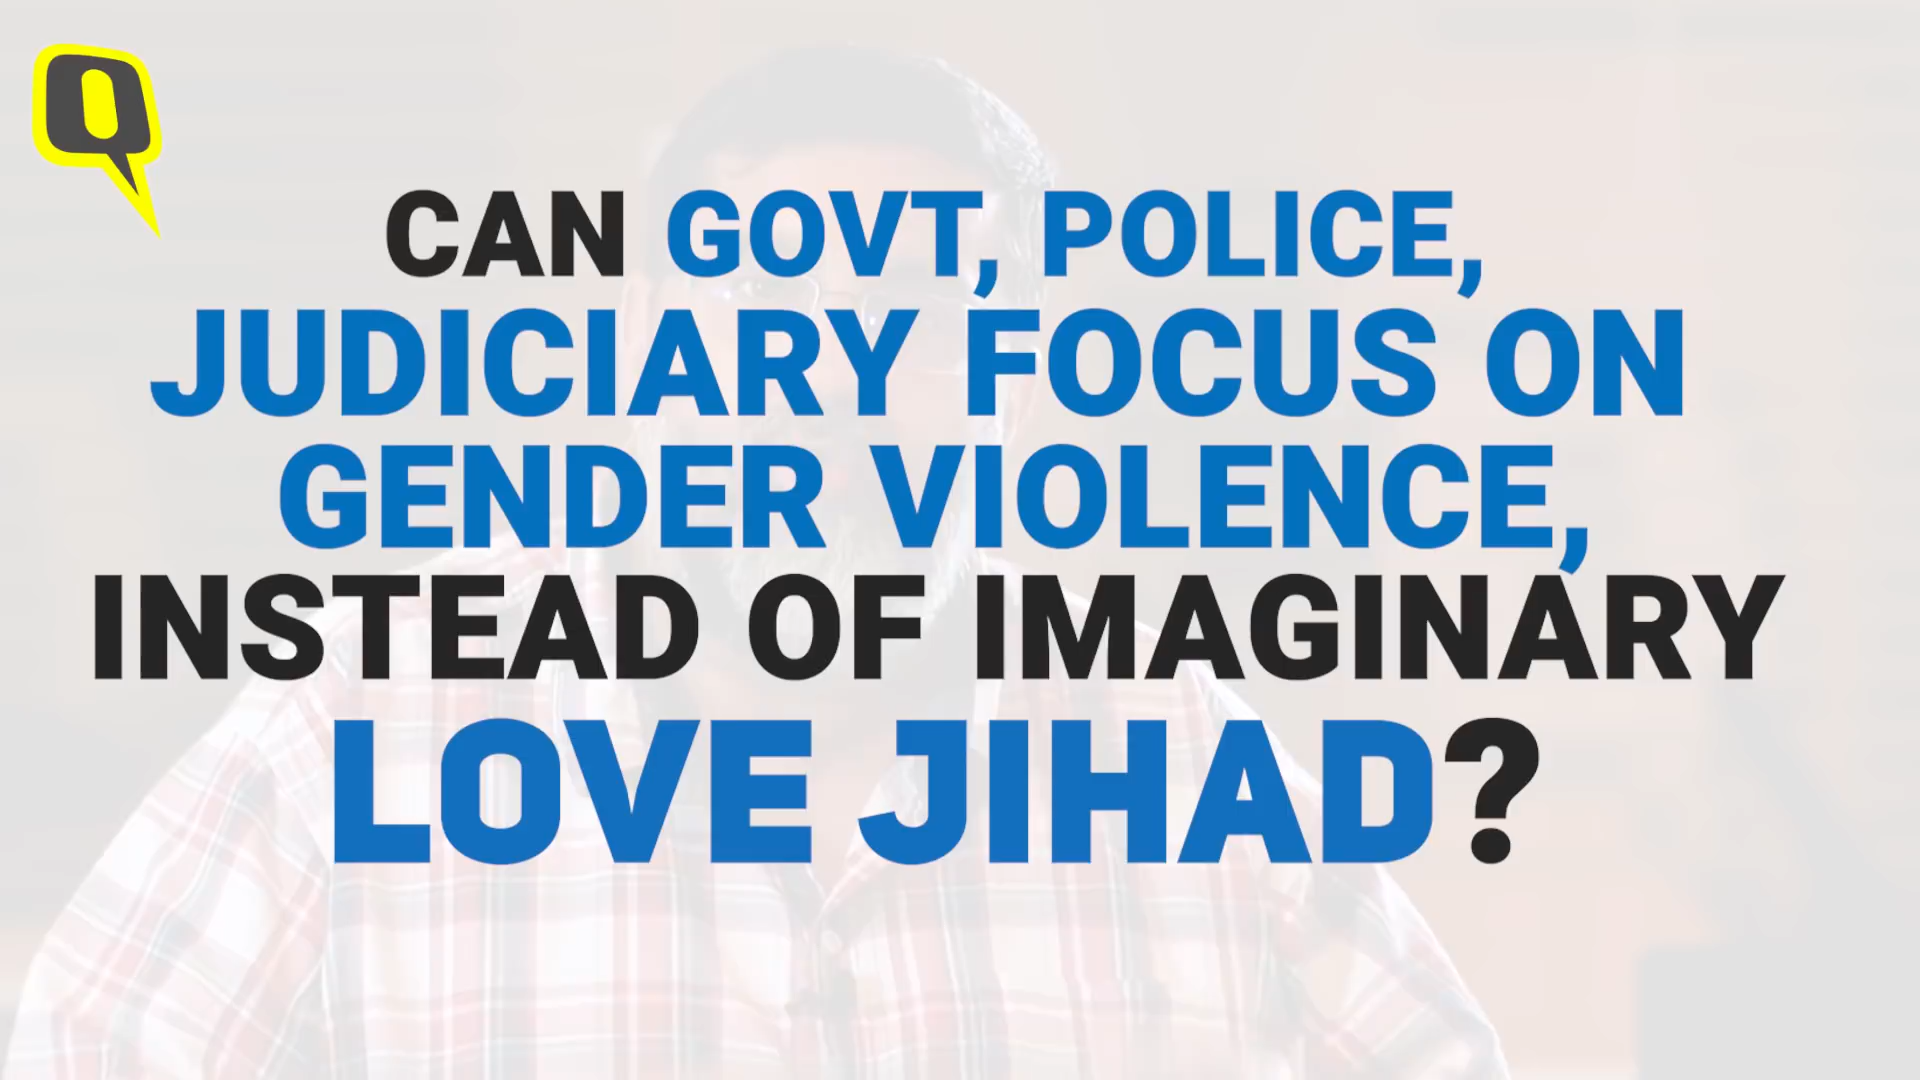 Q
CAN GOVT, POLICE,
JUDICIARY FOCUS ON
GENDER VIOLENCE,
INSTEAD OF IMAGINARY
LOVE JIHAD?